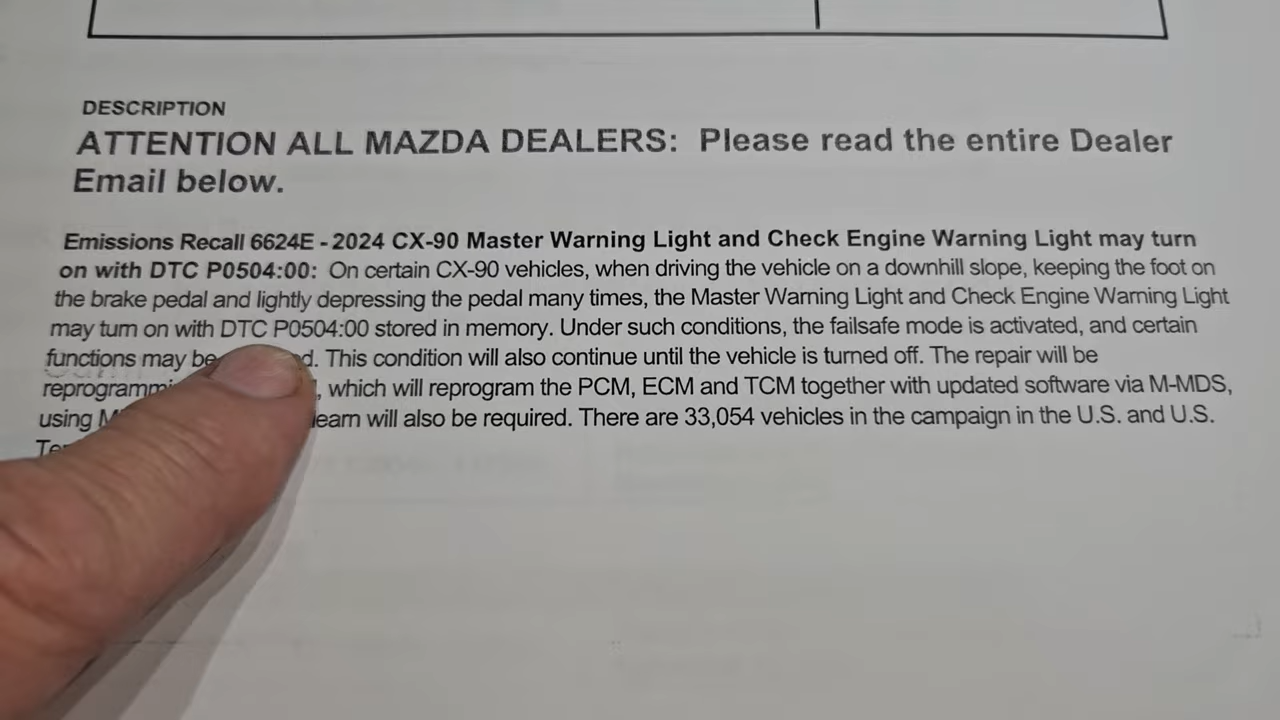 DESCRIPTION
ATTENTION ALL MAZDA DEALERS: Please read the entire Dealer
Email below.
Emissions Recall 6624E - 2024 CX-90 Master Warning Light and Check Engine Warning Light may turn
on with DTC P0504:00: On certain CX-90 vehicles, when driving the vehicle on a downhill slope, keeping the foot on
the brake pedal and lightly depressing the pedal many times, the Master Warning Light and Check Engine Warning Light
may turn on with DTC P0504:00 stored in memory. Under such conditions, the failsafe mode is activated, and certain
functions may be d. This condition will also continue until the vehicle is turned off. The repair will be
reprogrammi , which will reprogram the PCM, ECM and TCM together with updated software via M-MDS,
using M learn will also be required. There are 33,054 vehicles in the campaign in the U.S. and U.S.